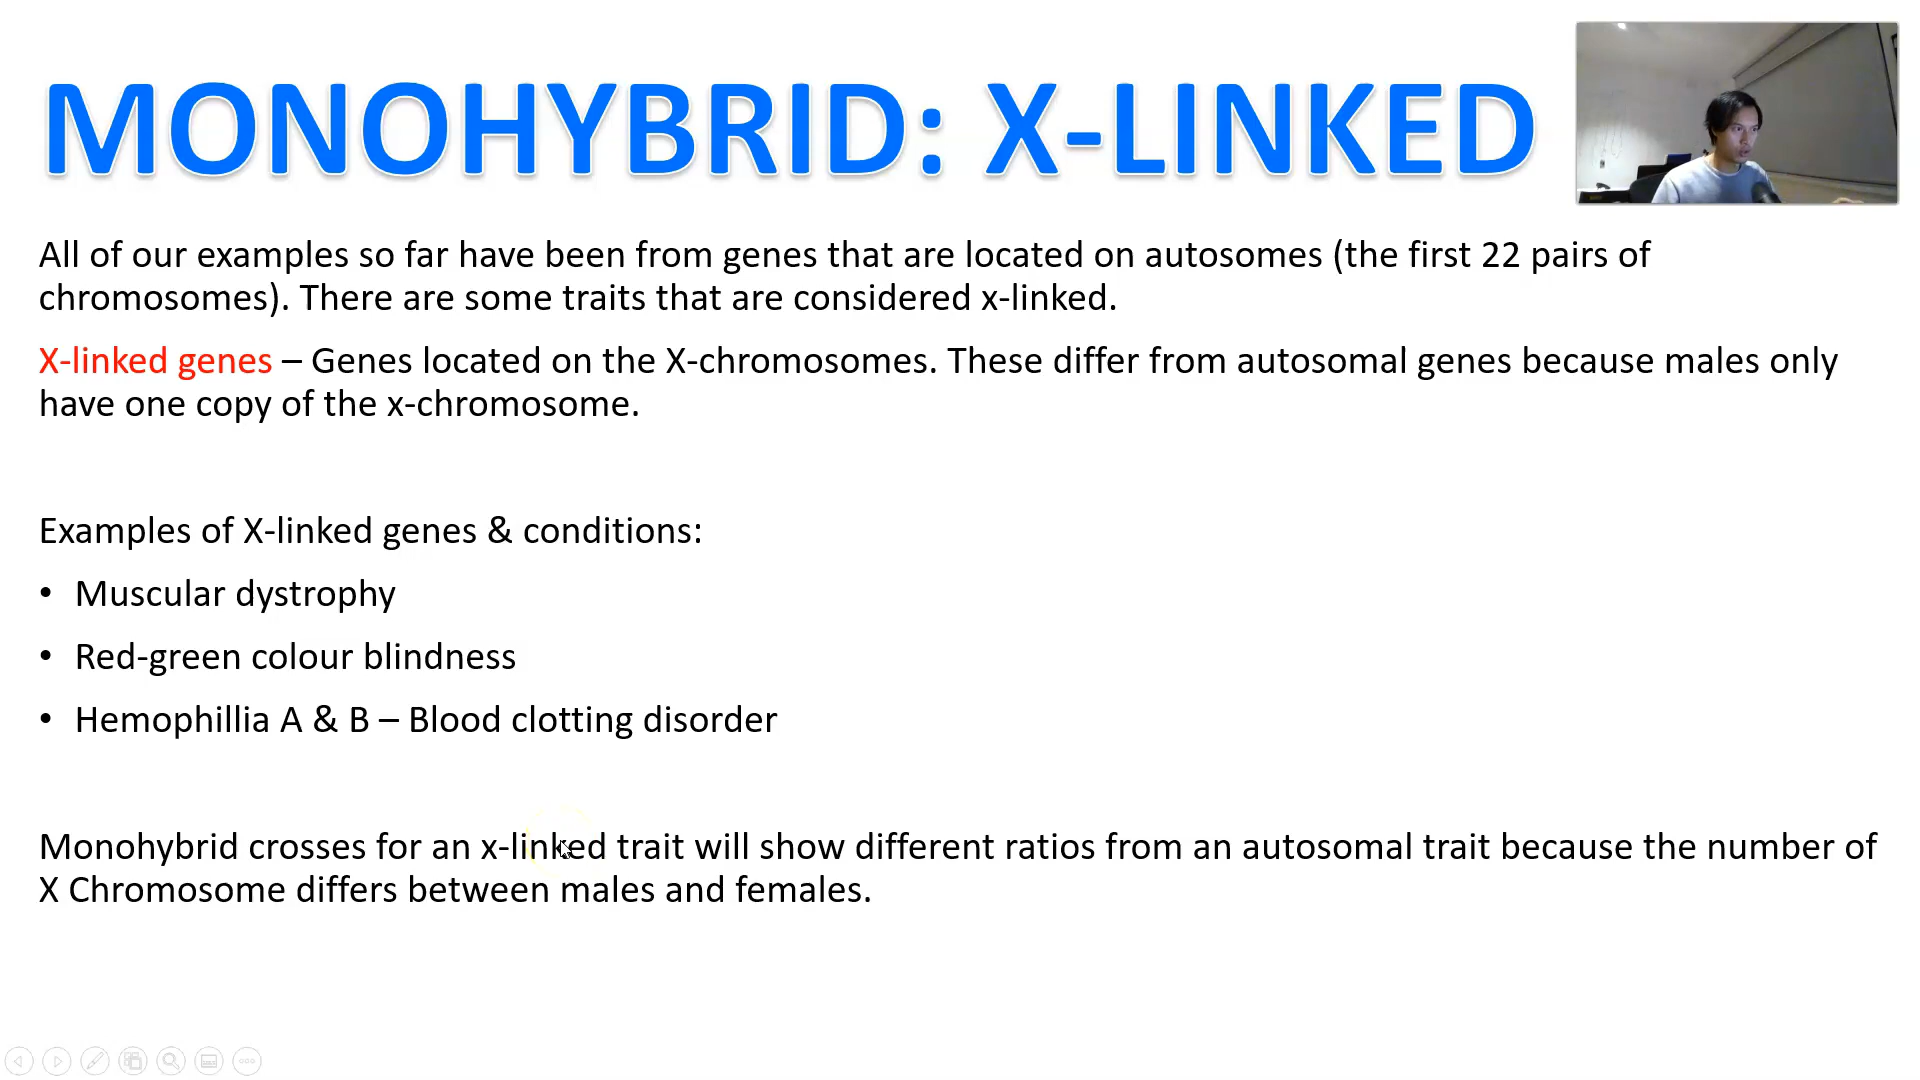 MONOHYBRID: X-LINKED
All of our examples so far have been from genes that are located on autosomes (the first 22 pairs of
chromosomes). There are some traits that are considered x-linked.
X-linked genes – Genes located on the X-chromosomes. These differ from autosomal genes because males only
have one copy of the x-chromosome.
Examples of X-linked genes & conditions:
• Muscular dystrophy
• Red-green colour blindness
• Hemophillia A & B – Blood clotting disorder
Monohybrid crosses for an x-linked trait will show different ratios from an autosomal trait because the number of
X Chromosome differs between males and females.